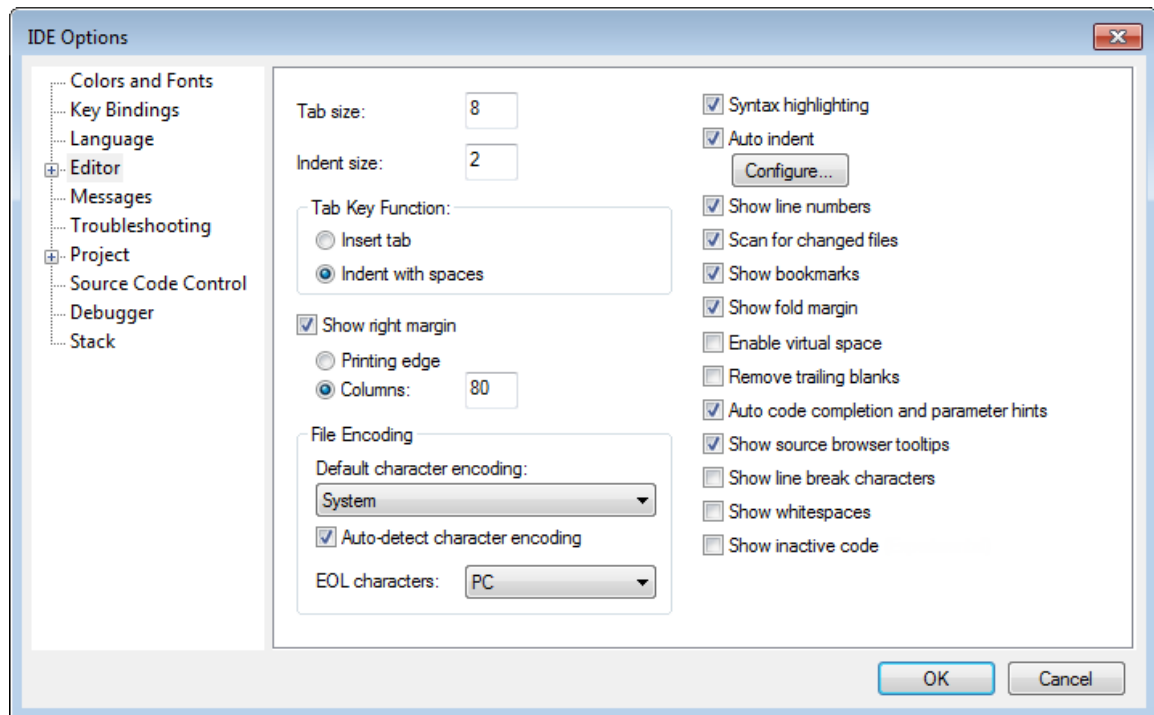 IDE Options
Colors and Fonts
Key Bindings
Language
Editor
Messages
Troubleshooting
Project
Source Code Control
Debugger
Stack
Tab size: 8
Indent size: 2
Tab Key Function:
Insert tab
Indent with spaces
Show right margin
Printing edge
Columns: 80
File Encoding
Default character encoding:
System
Auto-detect character encoding
EOL characters: PC
Syntax highlighting
Auto indent
Configure...
Show line numbers
Scan for changed files
Show bookmarks
Show fold margin
Enable virtual space
Remove trailing blanks
Auto code completion and parameter hints
Show source browser tooltips
Show line break characters
Show whitespaces
Show inactive code
OK Cancel